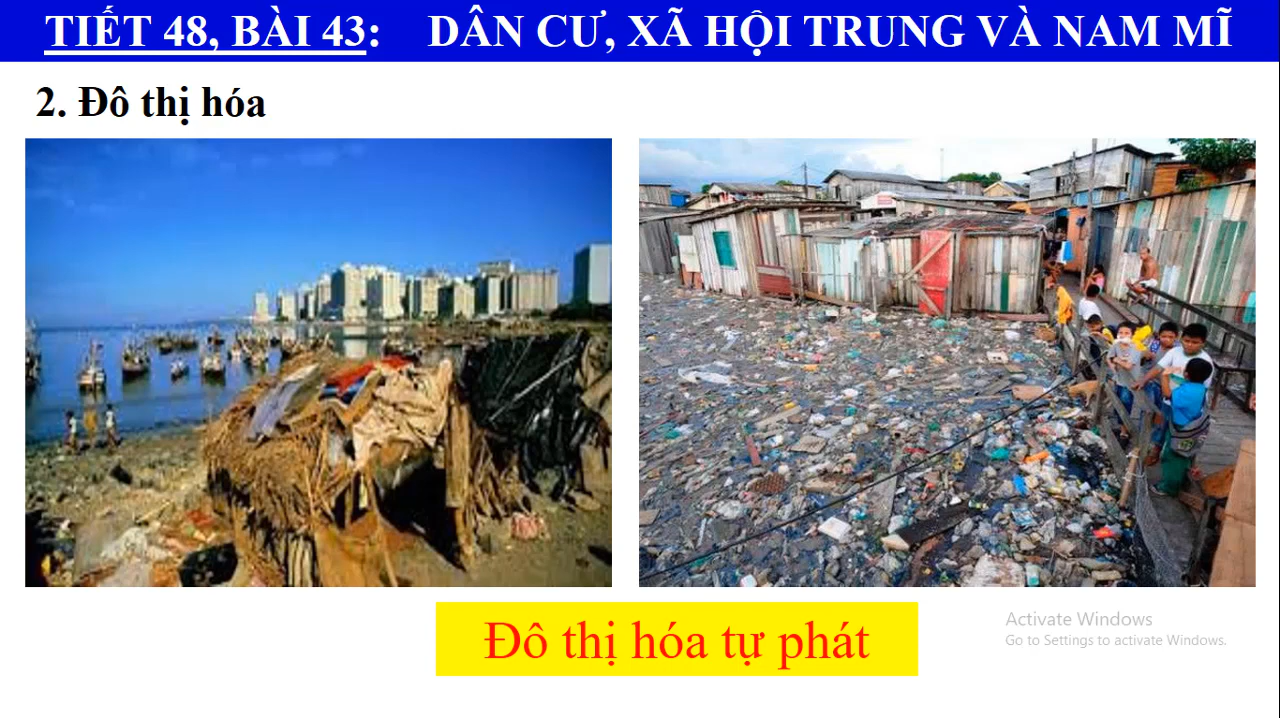 TIẾT 48, BÀI 43: DÂN CƯ, XÃ HỘI TRUNG VÀ NAM MĨ
2. Đô thị hóa
Đô thị hóa tự phát
Activate Windows
Go to Settings to activate Windows.